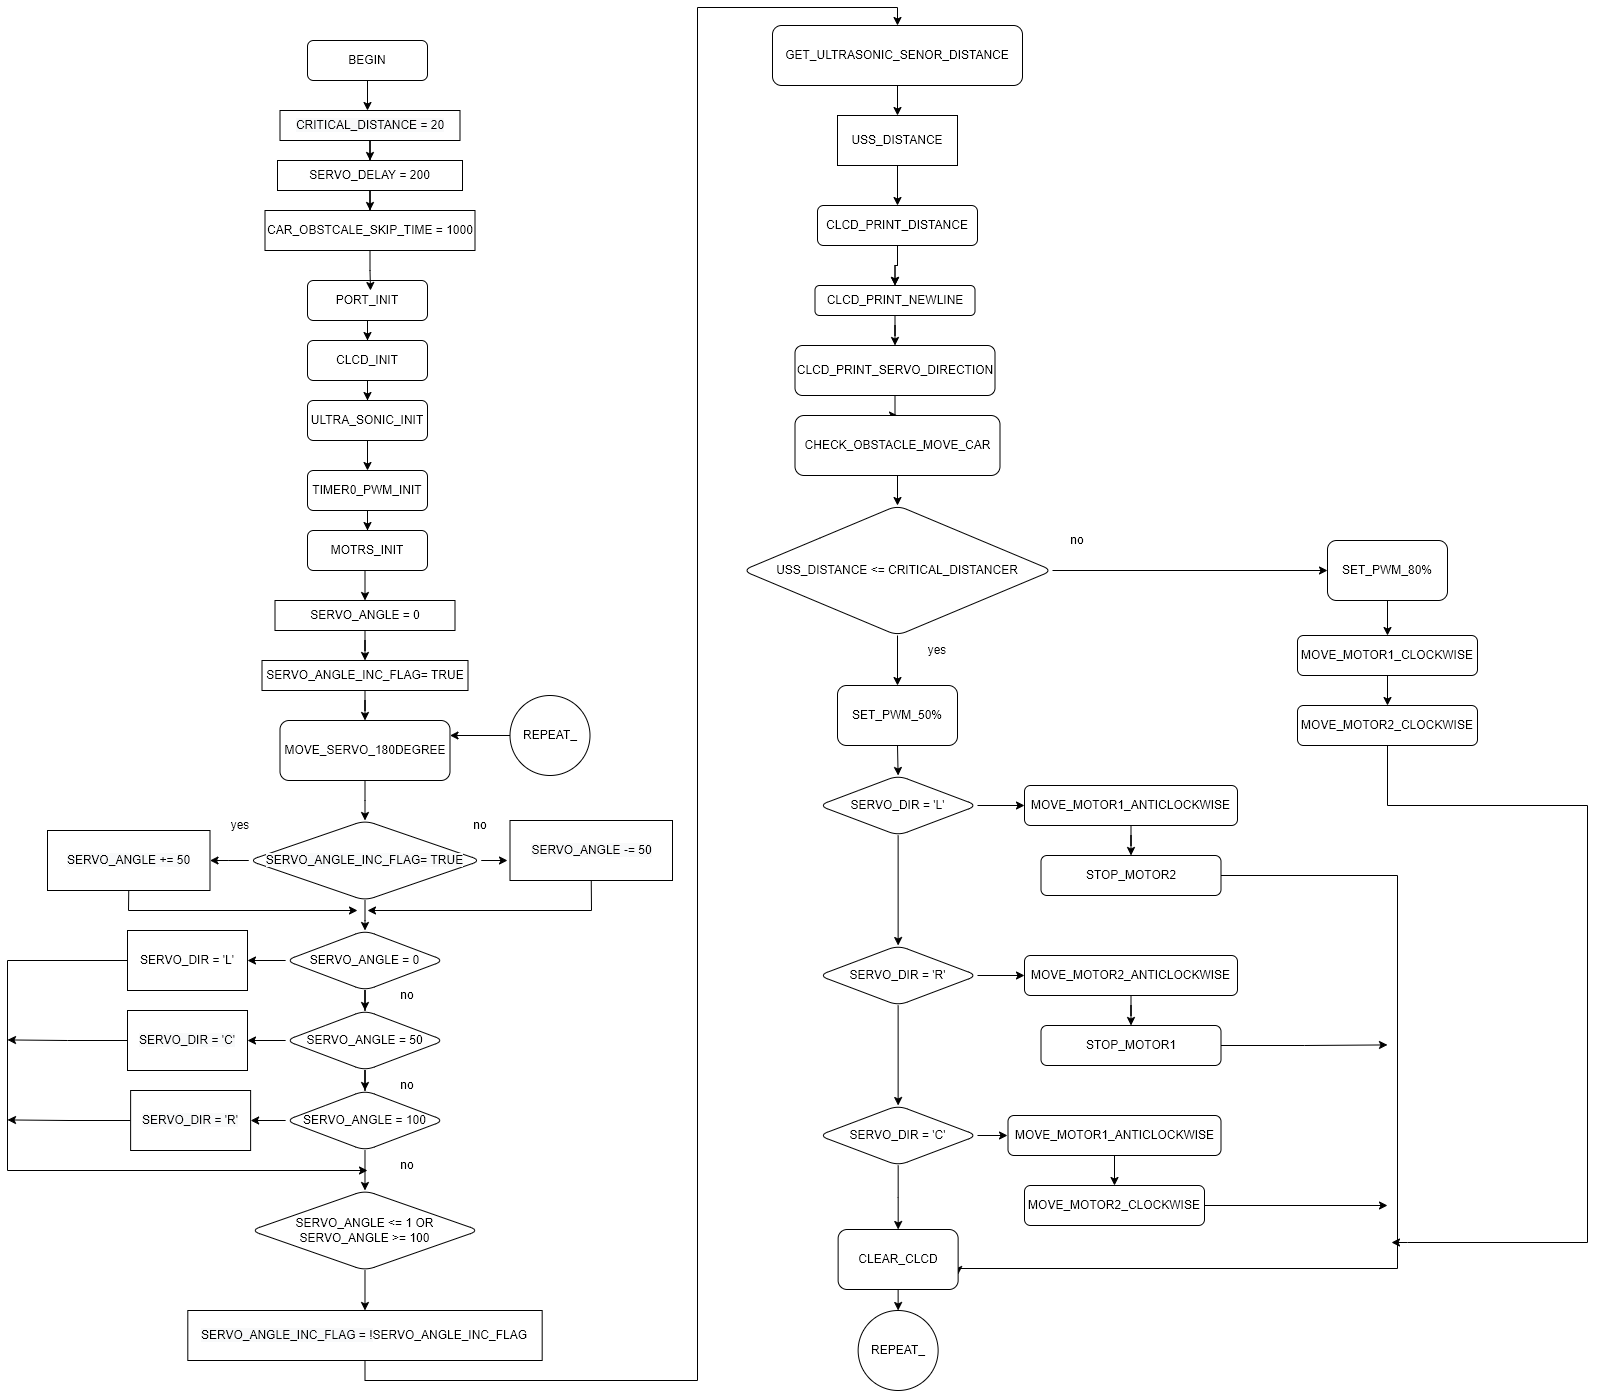 BEGIN
CRITICAL_DISTANCE = 20
SERVO_DELAY = 200
CAR_OBSTCALE_SKIP_TIME = 1000
PORT_INIT
CLCD_INIT
ULTRA_SONIC_INIT
TIMER0_PWM_INIT
MOTRS_INIT
SERVO_ANGLE = 0
SERVO_ANGLE_INC_FLAG= TRUE
MOVE_SERVO_180DEGREE
REPEAT_
yes
no
SERVO_ANGLE += 50
SERVO_ANGLE_INC_FLAG= TRUE
SERVO_ANGLE -= 50
SERVO_DIR = 'L'
SERVO_ANGLE = 0
no
SERVO_DIR = 'C'
SERVO_ANGLE = 50
no
SERVO_DIR = 'R'
SERVO_ANGLE = 100
no
SERVO_ANGLE <= 1 OR
SERVO_ANGLE >= 100
SERVO_ANGLE_INC_FLAG = !SERVO_ANGLE_INC_FLAG
GET_ULTRASONIC_SENOR_DISTANCE
USS_DISTANCE
CLCD_PRINT_DISTANCE
CLCD_PRINT_NEWLINE
CLCD_PRINT_SERVO_DIRECTION
CHECK_OBSTACLE_MOVE_CAR
USS_DISTANCE <= CRITICAL_DISTANCER
no
SET_PWM_80%
MOVE_MOTOR1_CLOCKWISE
MOVE_MOTOR2_CLOCKWISE
yes
SET_PWM_50%
SERVO_DIR = 'L'
MOVE_MOTOR1_ANTICLOCKWISE
STOP_MOTOR2
SERVO_DIR = 'R'
MOVE_MOTOR2_ANTICLOCKWISE
STOP_MOTOR1
SERVO_DIR = 'C'
MOVE_MOTOR1_ANTICLOCKWISE
MOVE_MOTOR2_CLOCKWISE
CLEAR_CLCD
REPEAT_